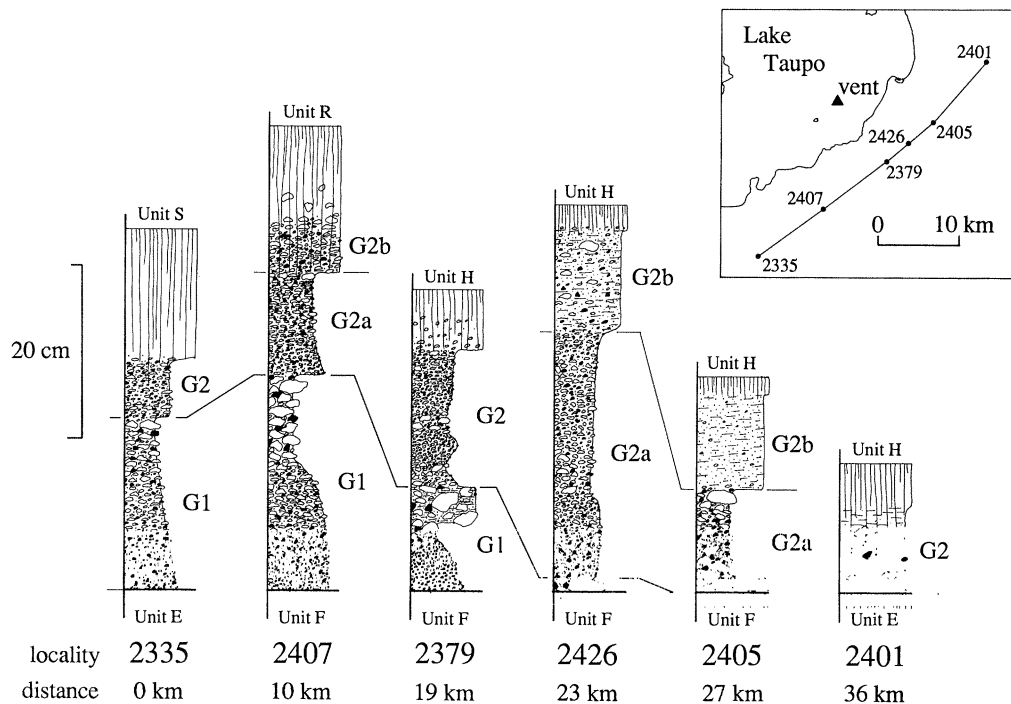 Lake
Taupo
vent
2401
2426
2405
2379
2407
2335
0 10 km
Unit S
Unit R
Unit H
Unit H
Unit H
Unit H
20 cm
G2
G1
G2b
G2a
G1
G2
G1
G2b
G2a
G2b
G2a
G2
Unit E
Unit F
Unit F
Unit F
Unit F
Unit E
locality 2335 2407 2379 2426 2405 2401
distance 0 km 10 km 19 km 23 km 27 km 36 km